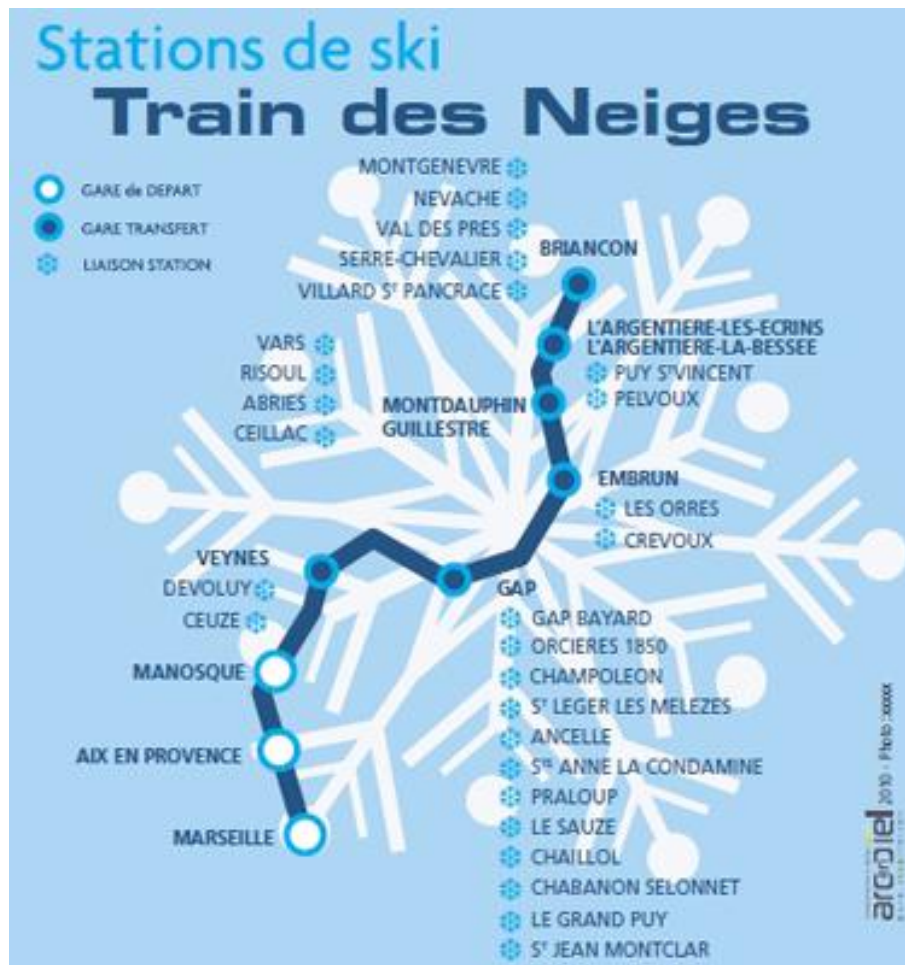 Stations de ski
Train des Neiges
GARE de DEPART
GARE TRANSFERT
LIAISON STATION
MONTGENEVRE
NEVACHE
VAL DES PRES
SERRE-CHEVALIER
VILLARD Sᵗ PANCRACE
BRIANCON
L'ARGENTIERE-LES-ECRINS
L'ARGENTIERE-LA-BESSEE
PUY SᵗVINCENT
PELVOUX
VARS
RISOUL
ABRIES
CEILLAC
MONTDAUPHIN
GUILLESTRE
EMBRUN
LES ORRES
CREVOUX
VEYNES
DEVOLUY
CEUZE
GAP
GAP BAYARD
ORCIERES 1850
CHAMPOLEON
Sᵗ LEGER LES MELEZES
ANCELLE
Sᵗᵉ ANNE LA CONDAMINE
PRALOUP
LE SAUZE
CHAILLOL
CHABANON SELONNET
LE GRAND PUY
Sᵗ JEAN MONTCLAR
MANOSQUE
AIX EN PROVENCE
MARSEILLE
2010 - Photo : xxxxx